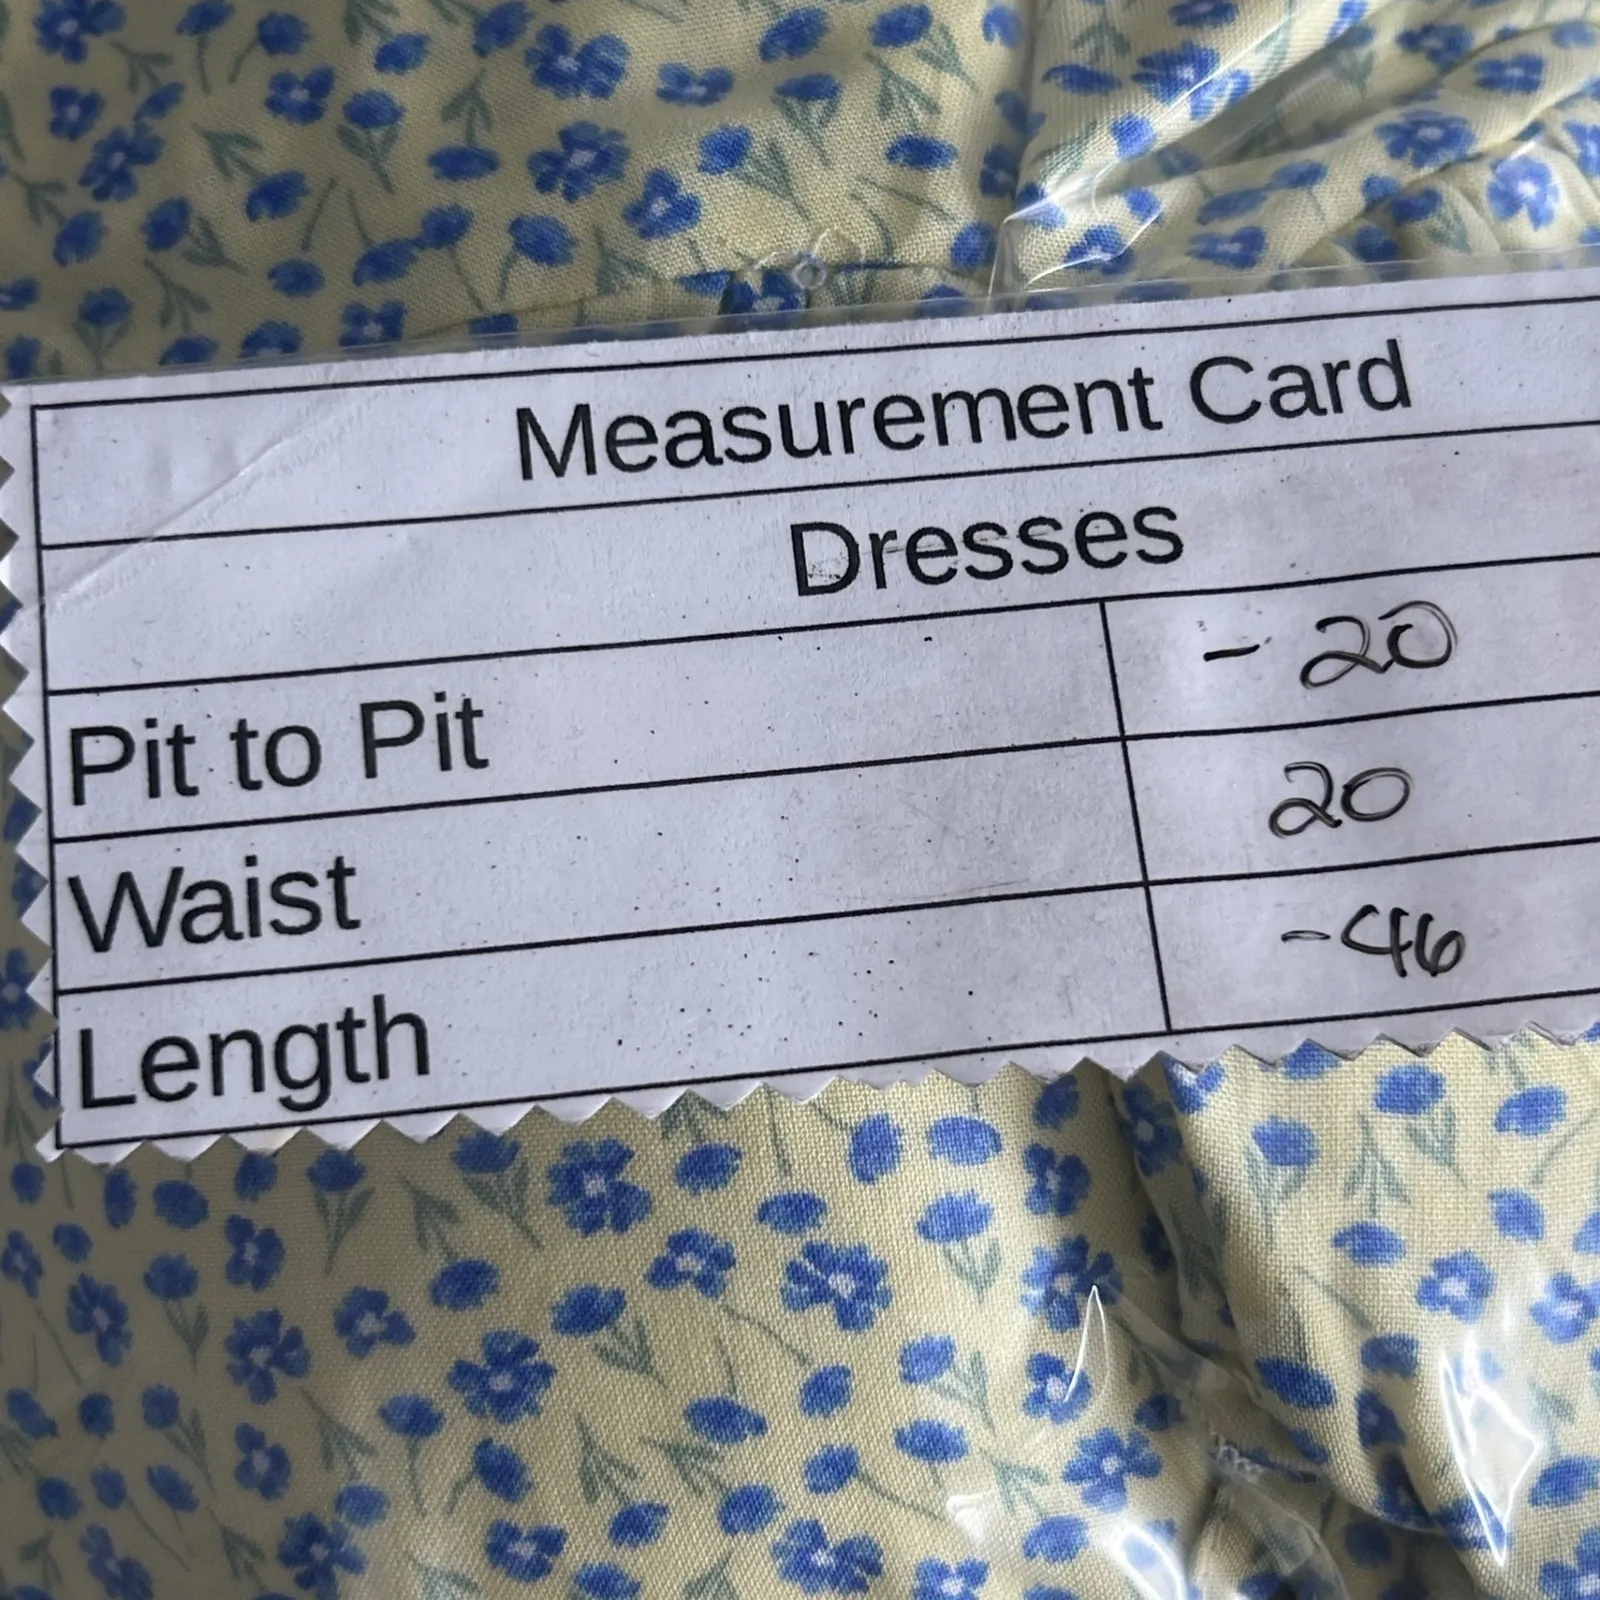 Measurement Card
Dresses
Pit to Pit - 20
Waist 20
Length -46